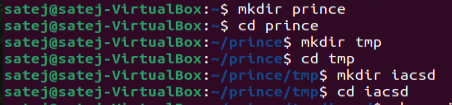 satej@satej-VirtualBox:~$ mkdir prince
satej@satej-VirtualBox:~$ cd prince
satej@satej-VirtualBox:~/prince$ mkdir tmp
satej@satej-VirtualBox:~/prince$ cd tmp
satej@satej-VirtualBox:~/prince/tmp$ mkdir iacsd
satej@satej-VirtualBox:~/prince/tmp$ cd iacsd